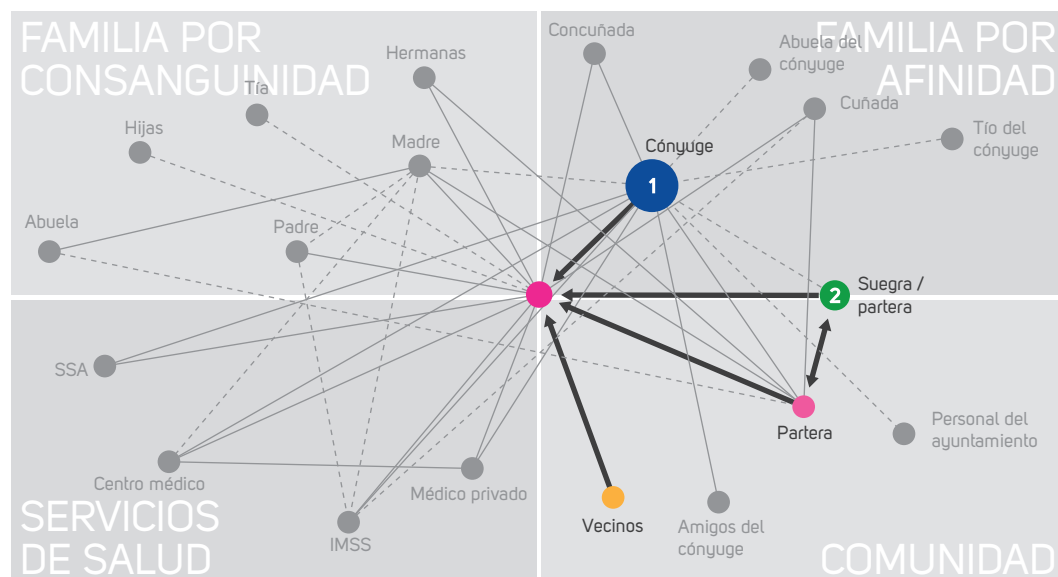 FAMILIA POR
CONSANGUINIDAD
Hermanas
Tía
Hijas
Madre
Abuela
Padre
FAMILIA POR
AFINIDAD
Concuñada
Abuela del
cónyuge
Cuñada
Tío del
cónyuge
Cónyuge
1
2
Suegra /
partera
SSA
Centro médico
Médico privado
IMSS
SERVICIOS
DE SALUD
Partera
Personal del
ayuntamiento
Vecinos
Amigos del
cónyuge
COMUNIDAD